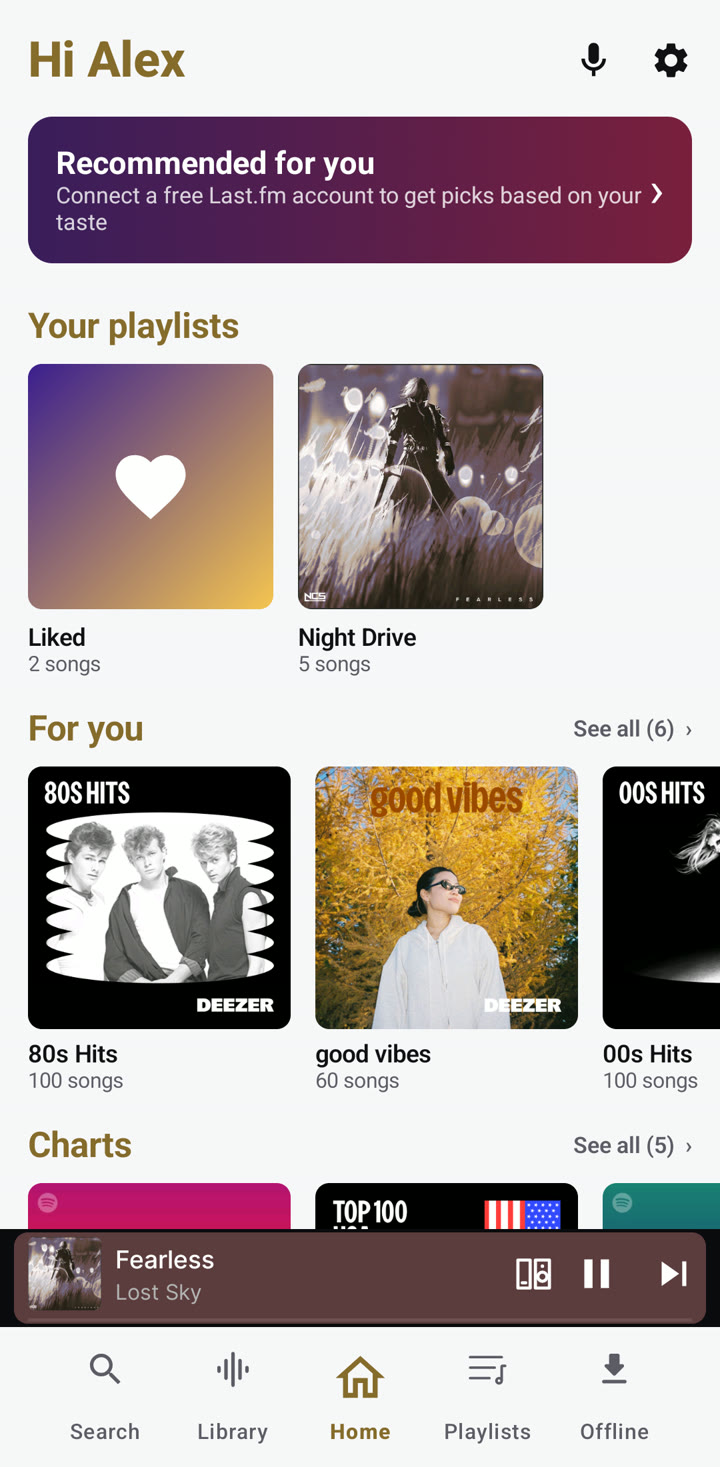 Hi Alex
Recommended for you
Connect a free Last.fm account to get picks based on your
taste
Your playlists
NCS
FEARLESS
Liked
2 songs
Night Drive
5 songs
For you
See all (6)
80S HITS
DEEZER
good vibes
DEEZER
00S HITS
80s Hits
100 songs
good vibes
60 songs
00s Hits
100 songs
Charts
See all (5)
TOP 100
Fearless
Lost Sky
Search
Library
Home
Playlists
Offline